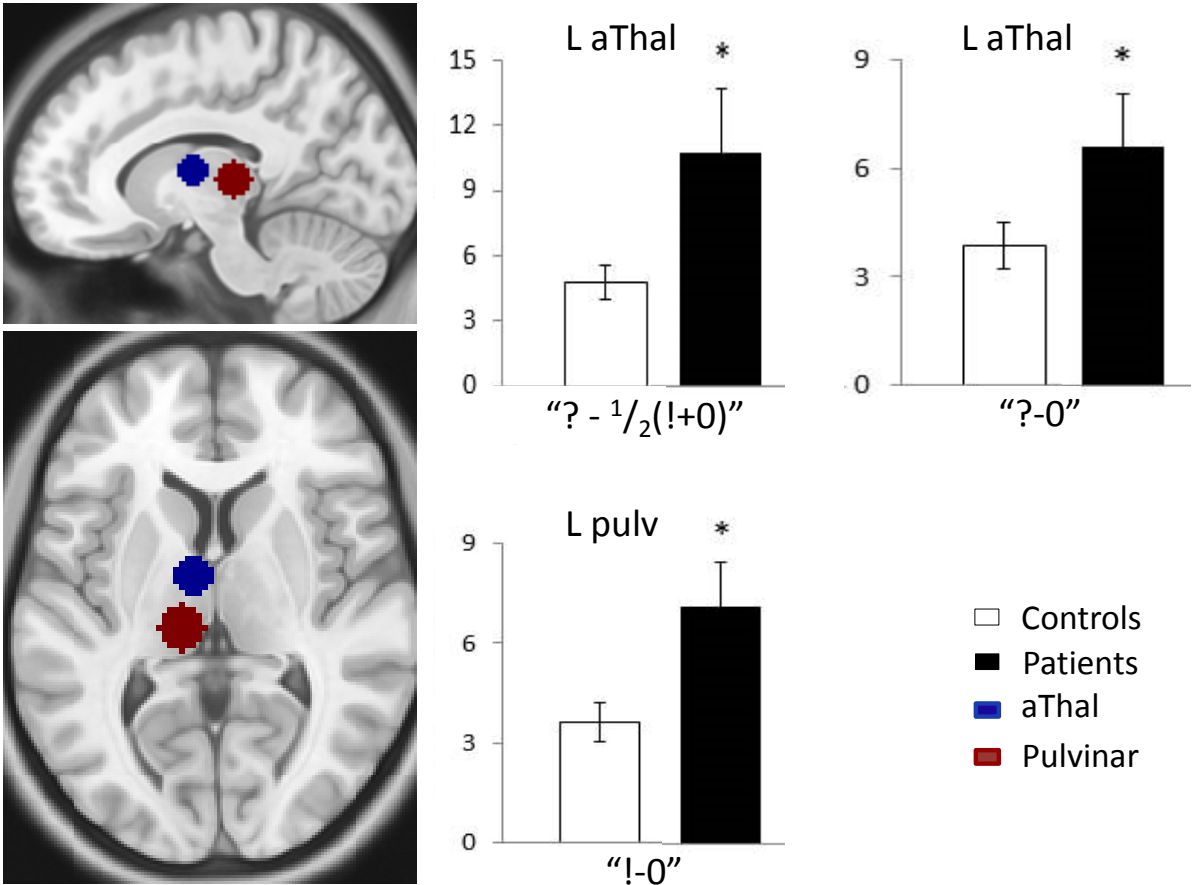 L aThal
*
15
12
9
6
3
0
“? - 1/2(!+0)”
L aThal
*
9
6
3
0
“?-0”
L pulv
*
9
6
3
0
“!-0”
Controls
Patients
aThal
Pulvinar